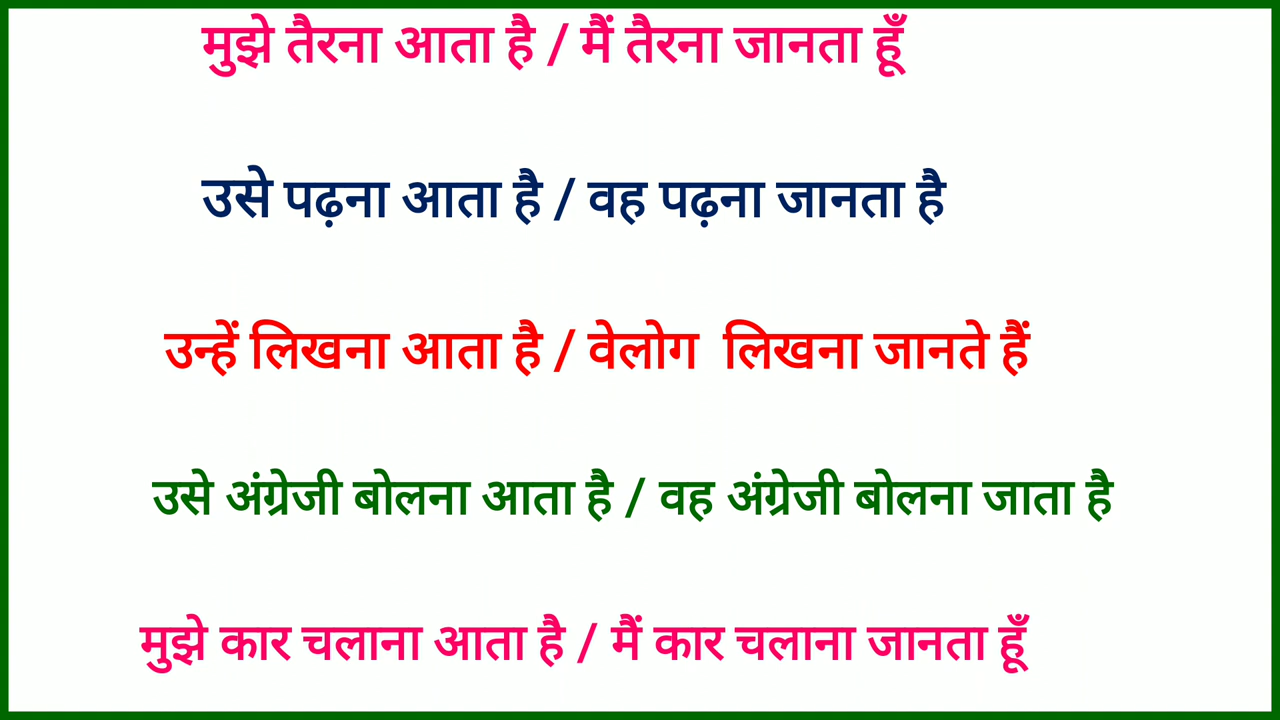 मुझे तैरना आता है / मैं तैरना जानता हूँ
उसे पढ़ना आता है / वह पढ़ना जानता है
उन्हें लिखना आता है / वेलोग लिखना जानते हैं
उसे अंग्रेजी बोलना आता है / वह अंग्रेजी बोलना जाता है
मुझे कार चलाना आता है / मैं कार चलाना जानता हूँ